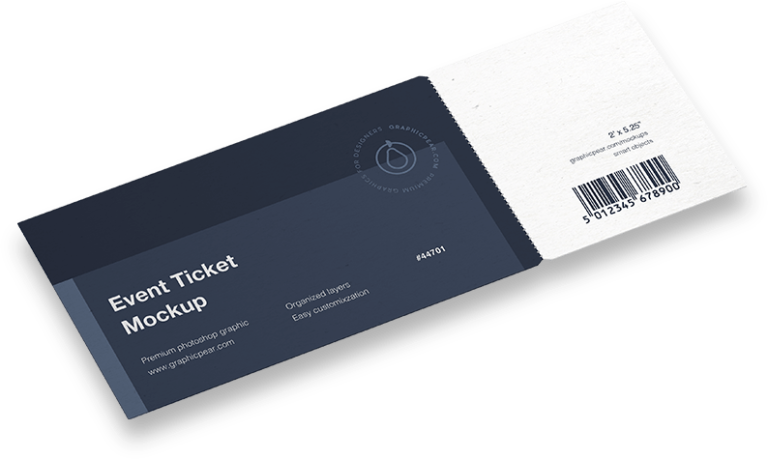 GRAPHICPEAR.COM PREMIUM GRAPHICS FOR DESIGNERS
Event Ticket
Mockup
Premium photoshop graphic
www.graphicpear.com
Organized layers
Easy customixzation
#44701
2' x 5.25"
graphicpear.com/mockups
smart objects
5 012345 678900